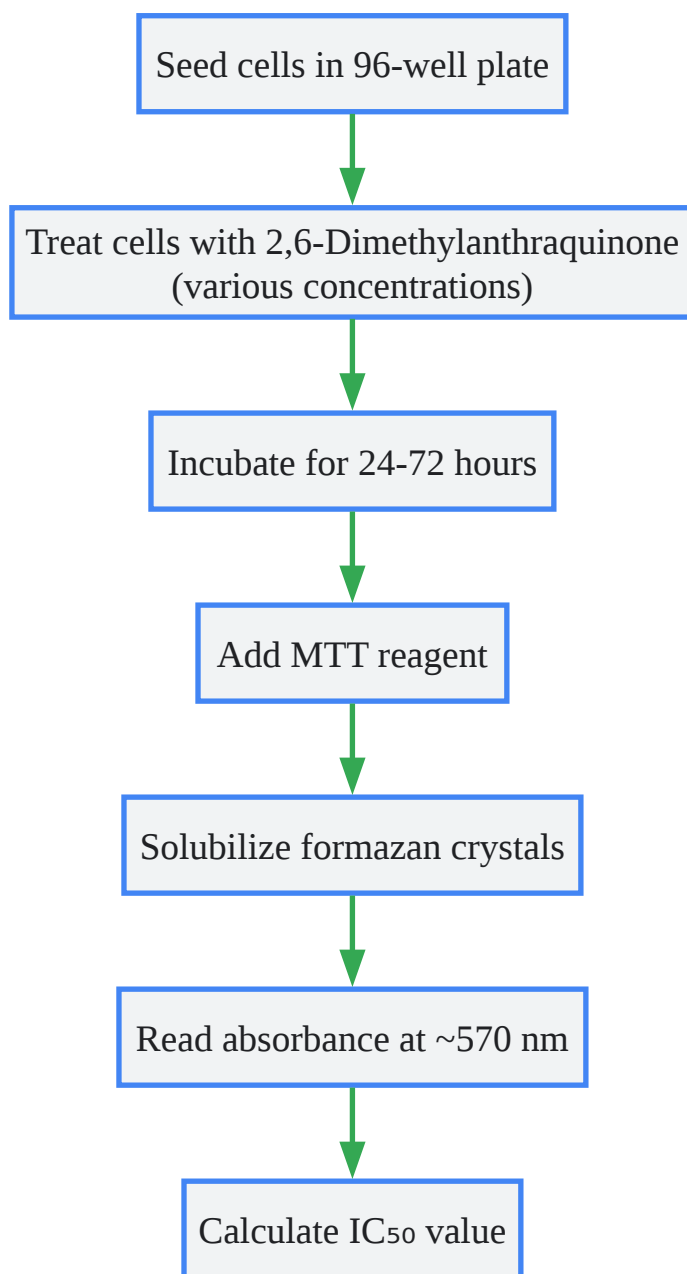 Seed cells in 96-well plate
Treat cells with 2,6-Dimethylanthraquinone
(various concentrations)
Incubate for 24-72 hours
Add MTT reagent
Solubilize formazan crystals
Read absorbance at ~570 nm
Calculate IC₅₀ value